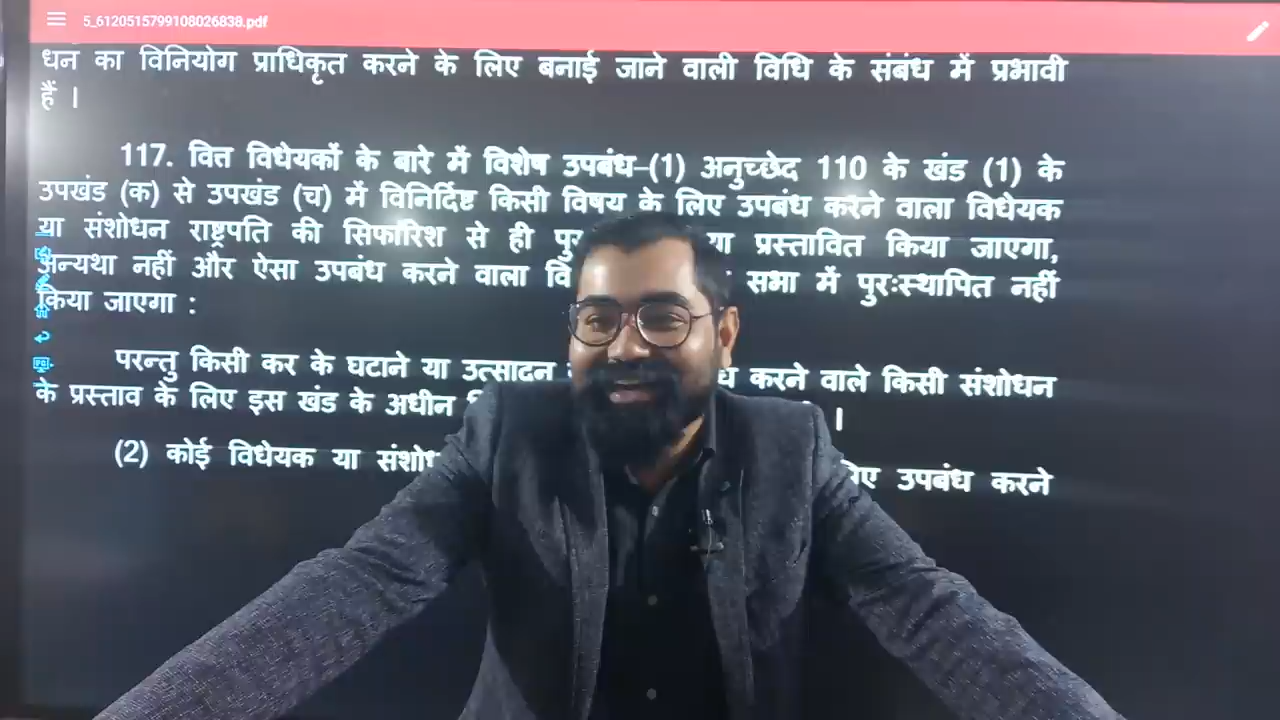 5_6120515799108026838.pdf
धन का विनियोग प्राधिकृत करने के लिए बनाई जाने वाली विधि के संबंध में प्रभावी
हैं ।
117. वित्त विधेयकों के बारे में विशेष उपबंध–(1) अनुच्छेद 110 के खंड (1) के
उपखंड (क) से उपखंड (च) में विनिर्दिष्ट किसी विषय के लिए उपबंध करने वाला विधेयक
या संशोधन राष्ट्रपति की सिफारिश से ही या प्रस्तावित किया जाएगा,
अन्यथा नहीं और ऐसा उपबंध करने वाला सभा में पुरःस्थापित नहीं
किया जाएगा :
परन्तु किसी कर के घटाने या उत्सादन करने वाले किसी संशोधन
के प्रस्ताव के लिए इस खंड के अधीन ।
(2) कोई विधेयक या उपबंध करने